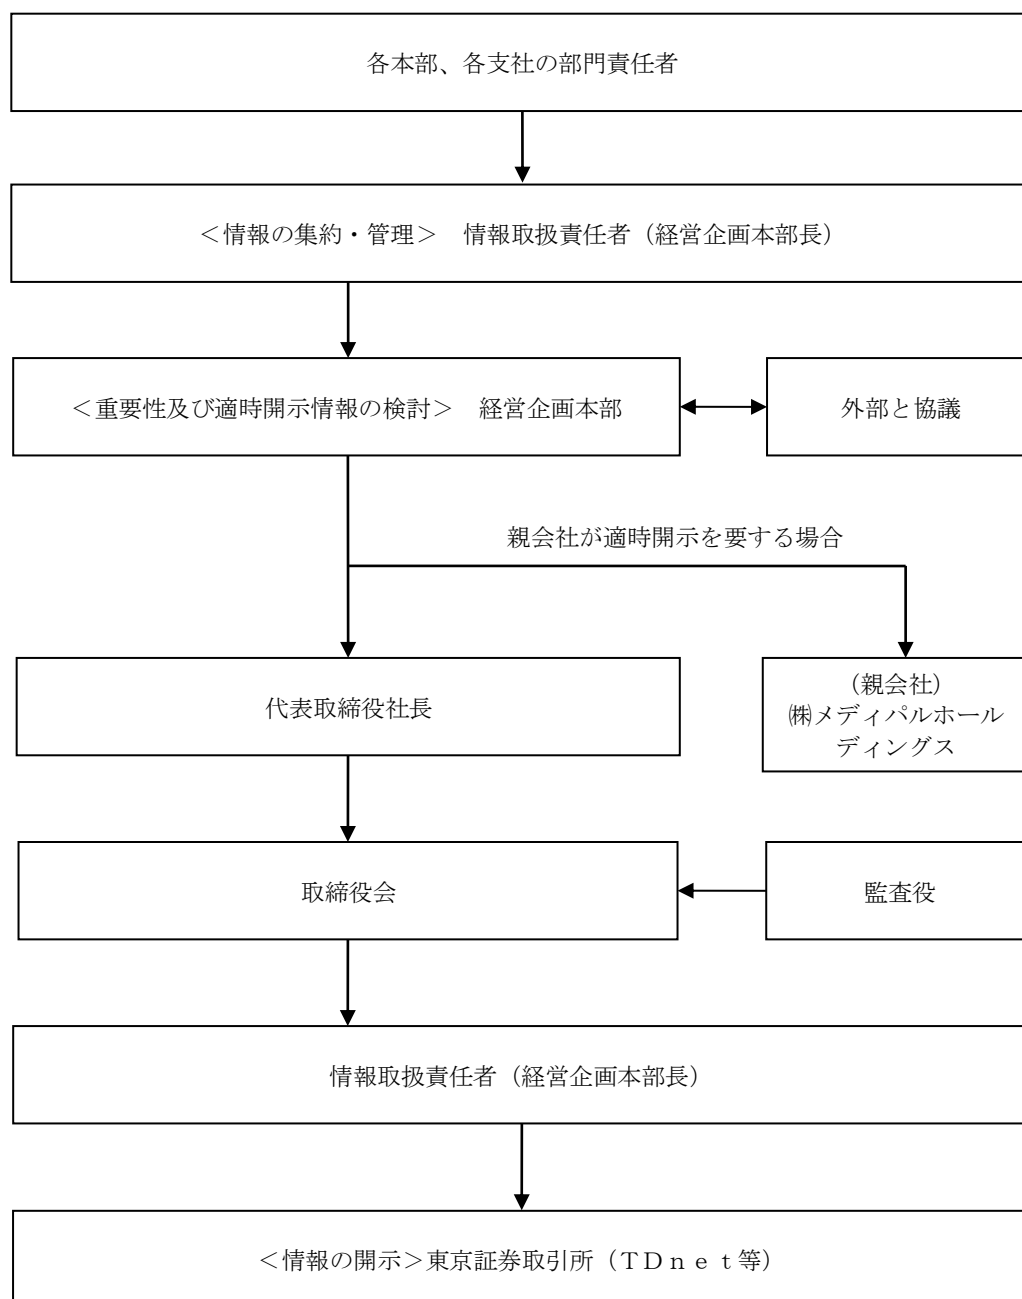 各本部、各支社の部門責任者
<情報の集約・管理>　情報取扱責任者（経営企画本部長）
<重要性及び適時開示情報の検討>　経営企画本部
外部と協議
親会社が適時開示を要する場合
代表取締役社長
（親会社）
㈱メディパルホール
ディングス
取締役会
監査役
情報取扱責任者（経営企画本部長）
<情報の開示>東京証券取引所（ＴＤｎｅｔ等）